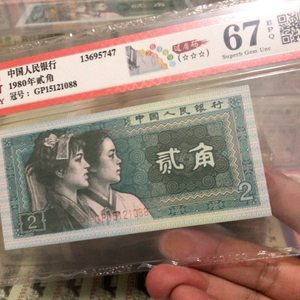 中国人民银行
1980年贰角
冠号: GP15121088
13695747
(☆☆☆)
67
EPQ
Superb Gem Unc
中国人民银行
贰角
2
2
GP15121088